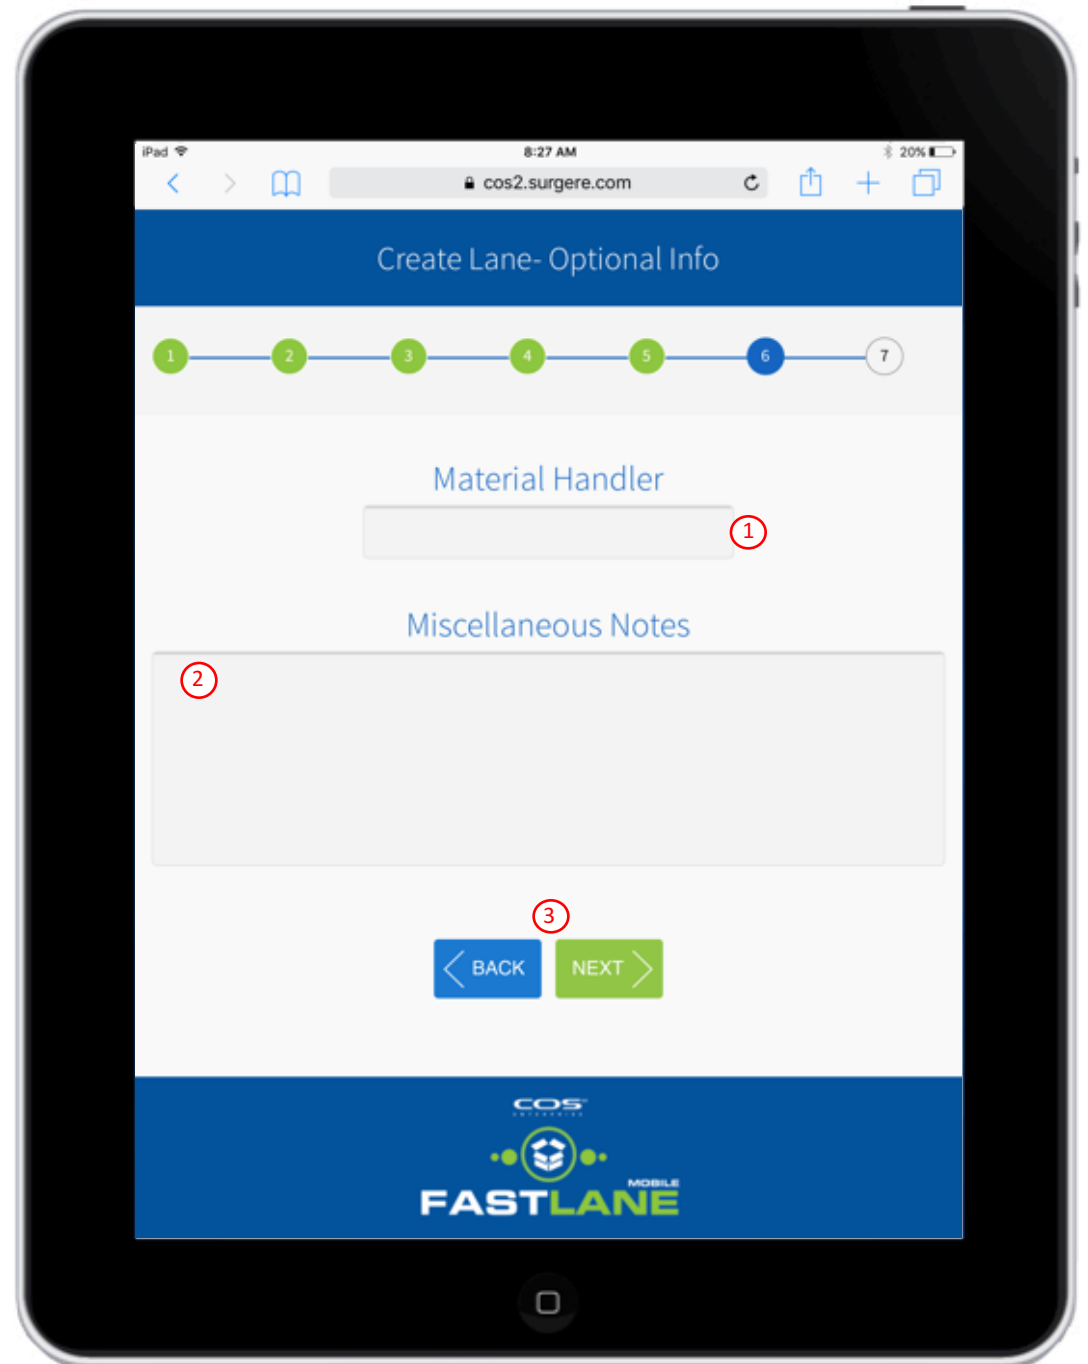 iPad 8:27 AM 20%
cos2.surgere.com
Create Lane- Optional Info
1 2 3 4 5 6 7
Material Handler
1
Miscellaneous Notes
2
3
BACK NEXT
COS
ENTERPRISE
MOBILE
FASTLANE